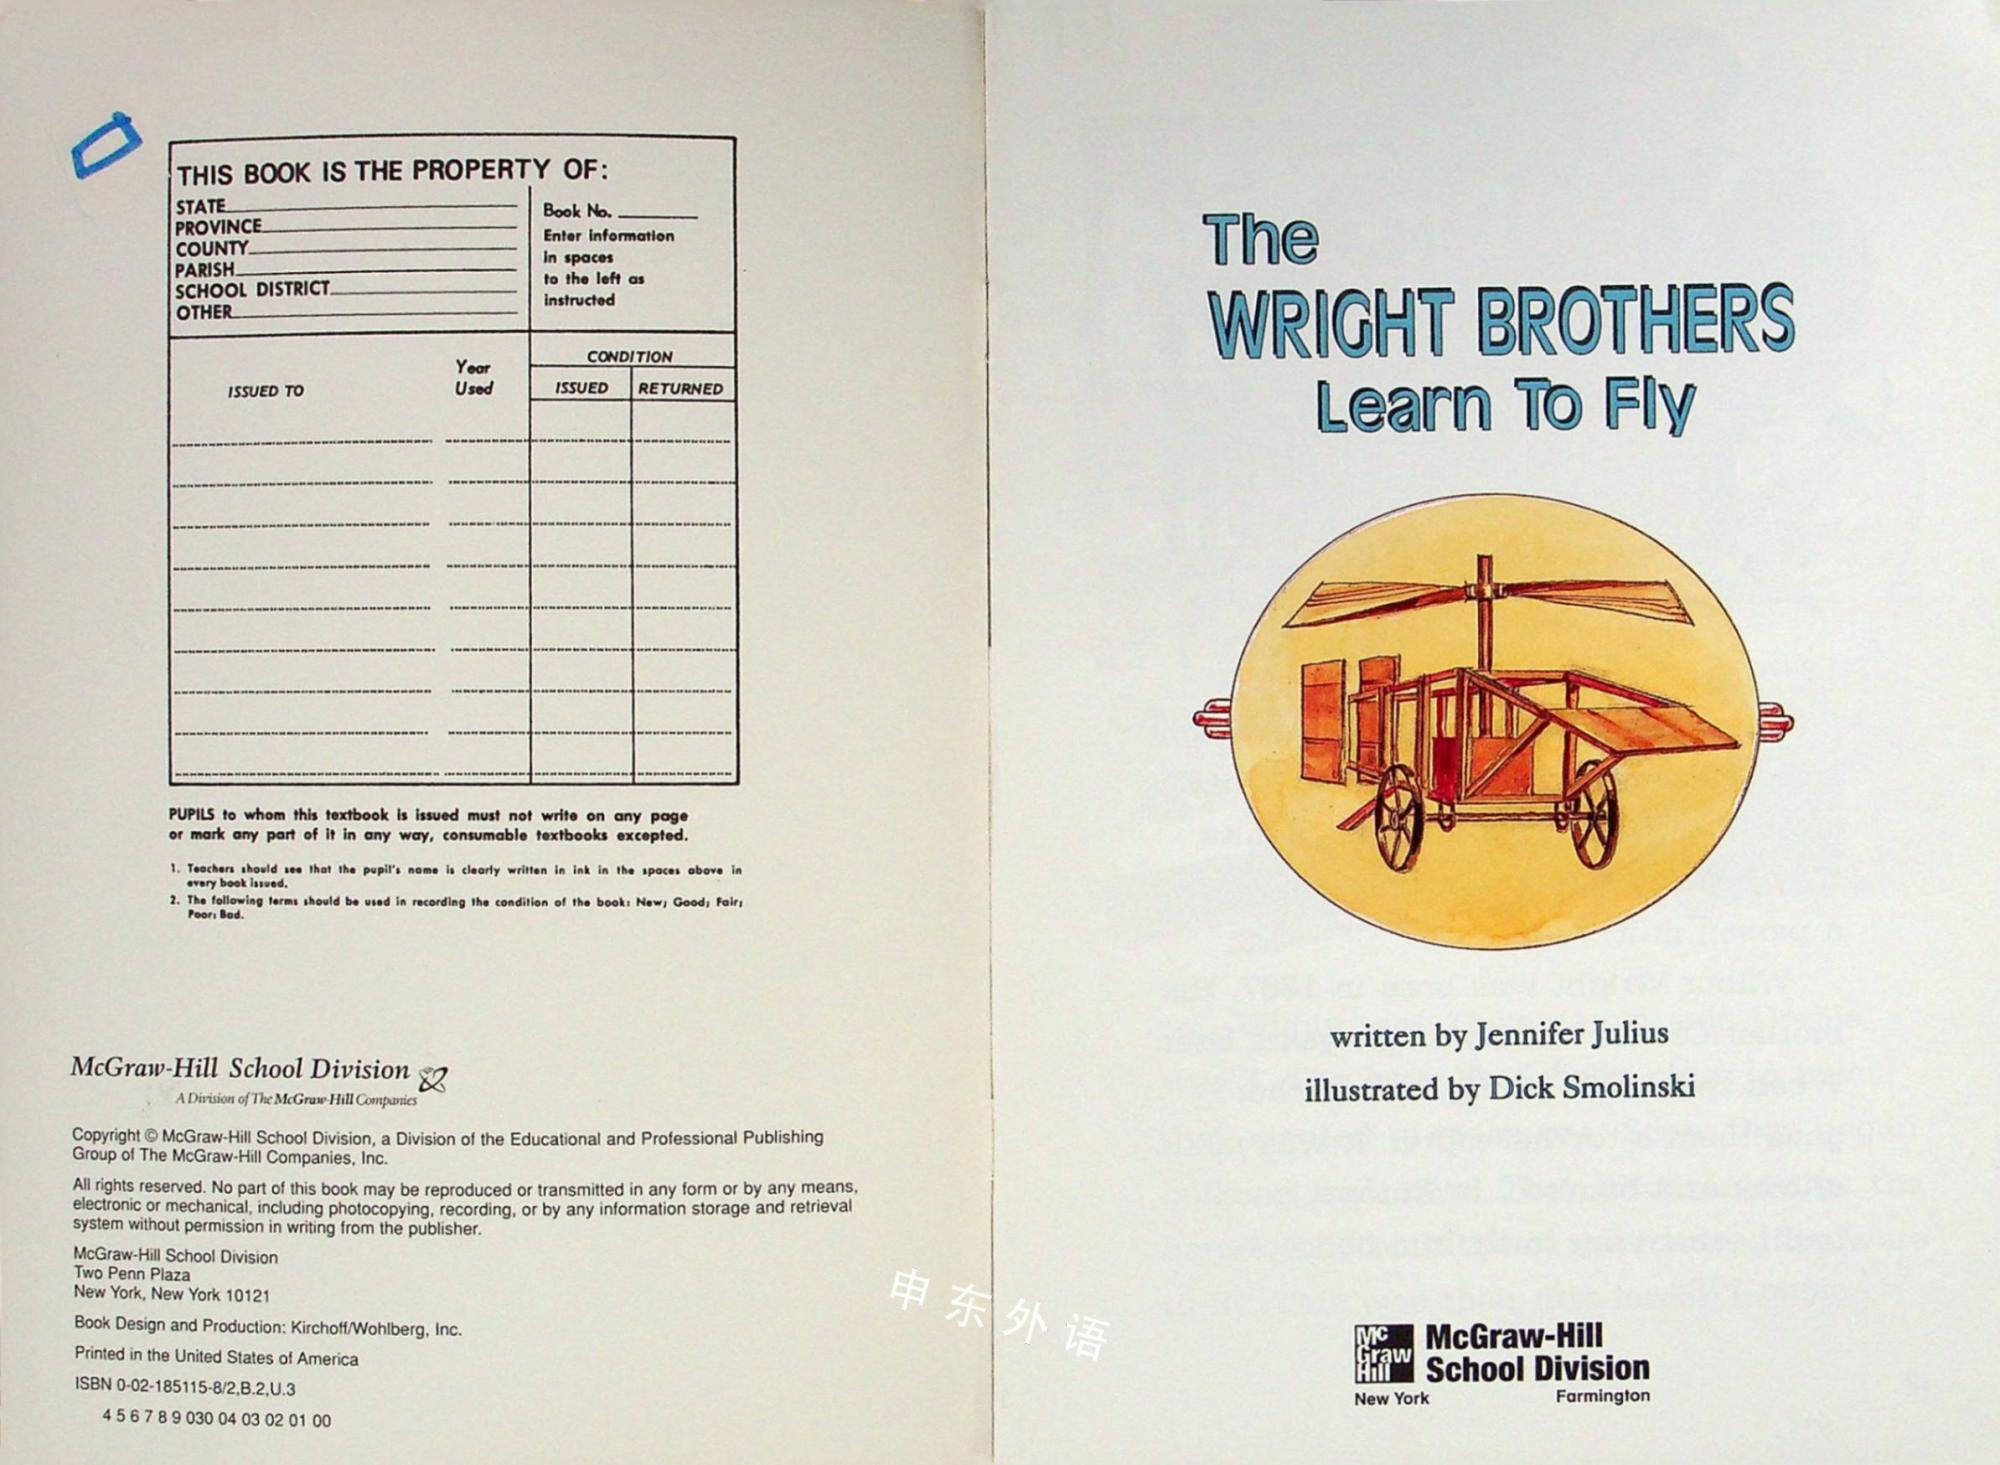 THIS BOOK IS THE PROPERTY OF:
STATE
PROVINCE
COUNTY
PARISH
SCHOOL DISTRICT
OTHER
Book No.
Enter information
in spaces
to the left as
instructed
ISSUED TO
Year
Used
CONDITION
ISSUED
RETURNED
PUPILS to whom this textbook is issued must not write on any page
or mark any part of it in any way, consumable textbooks excepted.
1. Teachers should see that the pupil's name is clearly written in ink in the spaces above in
every book issued.
2. The following terms should be used in recording the condition of the book: New; Good; Fair;
Poor; Bad.
McGraw-Hill School Division
A Division of The McGraw-Hill Companies
Copyright © McGraw-Hill School Division, a Division of the Educational and Professional Publishing
Group of The McGraw-Hill Companies, Inc.
All rights reserved. No part of this book may be reproduced or transmitted in any form or by any means,
electronic or mechanical, including photocopying, recording, or by any information storage and retrieval
system without permission in writing from the publisher.
McGraw-Hill School Division
Two Penn Plaza
New York, New York 10121
Book Design and Production: Kirchoff/Wohlberg, Inc.
Printed in the United States of America
ISBN 0-02-185115-8/2,B.2,U.3
4 5 6 7 8 9 030 04 03 02 01 00
The
WRIGHT BROTHERS
Learn To Fly
written by Jennifer Julius
illustrated by Dick Smolinski
Mc
Graw
Hill
McGraw-Hill
School Division
New York
Farmington
申东外语